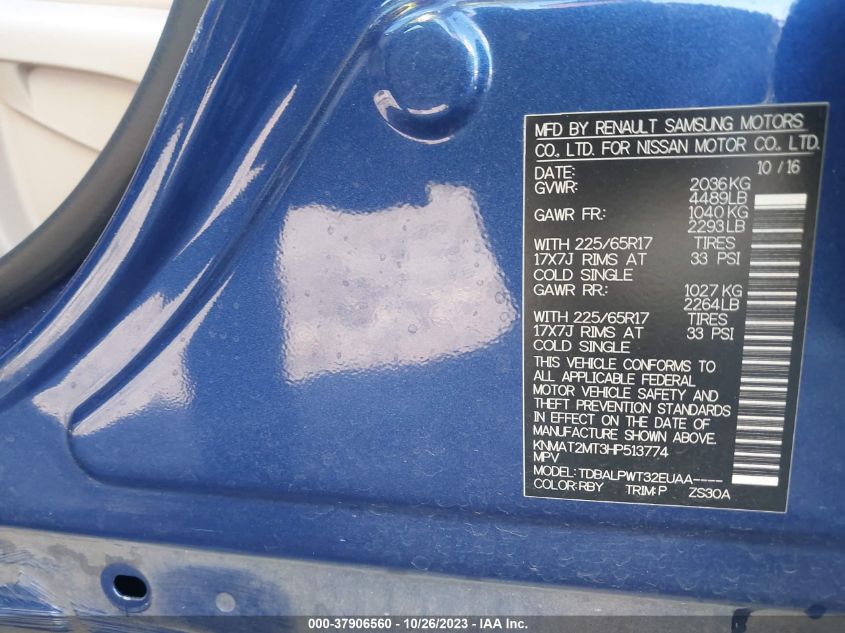 MFD BY RENAULT SAMSUNG MOTORS
CO., LTD. FOR NISSAN MOTOR CO., LTD.
DATE: 10 / 16
GVWR: 2036KG
4489LB
GAWR FR: 1040 KG
2293LB
WITH 225/65R17 TIRES
17X7J RIMS AT 33 PSI
COLD SINGLE
GAWR RR: 1027 KG
2264LB
WITH 225/65R17 TIRES
17X7J RIMS AT 33 PSI
COLD SINGLE
THIS VEHICLE CONFORMS TO
ALL APPLICABLE FEDERAL
MOTOR VEHICLE SAFETY AND
THEFT PREVENTION STANDARDS
IN EFFECT ON THE DATE OF
MANUFACTURE SHOWN ABOVE.
KNMAT2MT3HP513774
MPV
MODEL: TDBALPWT32EUAA----
COLOR:RBY TRIM:P ZS30A
000-37906560 - 10/26/2023 - IAA Inc.